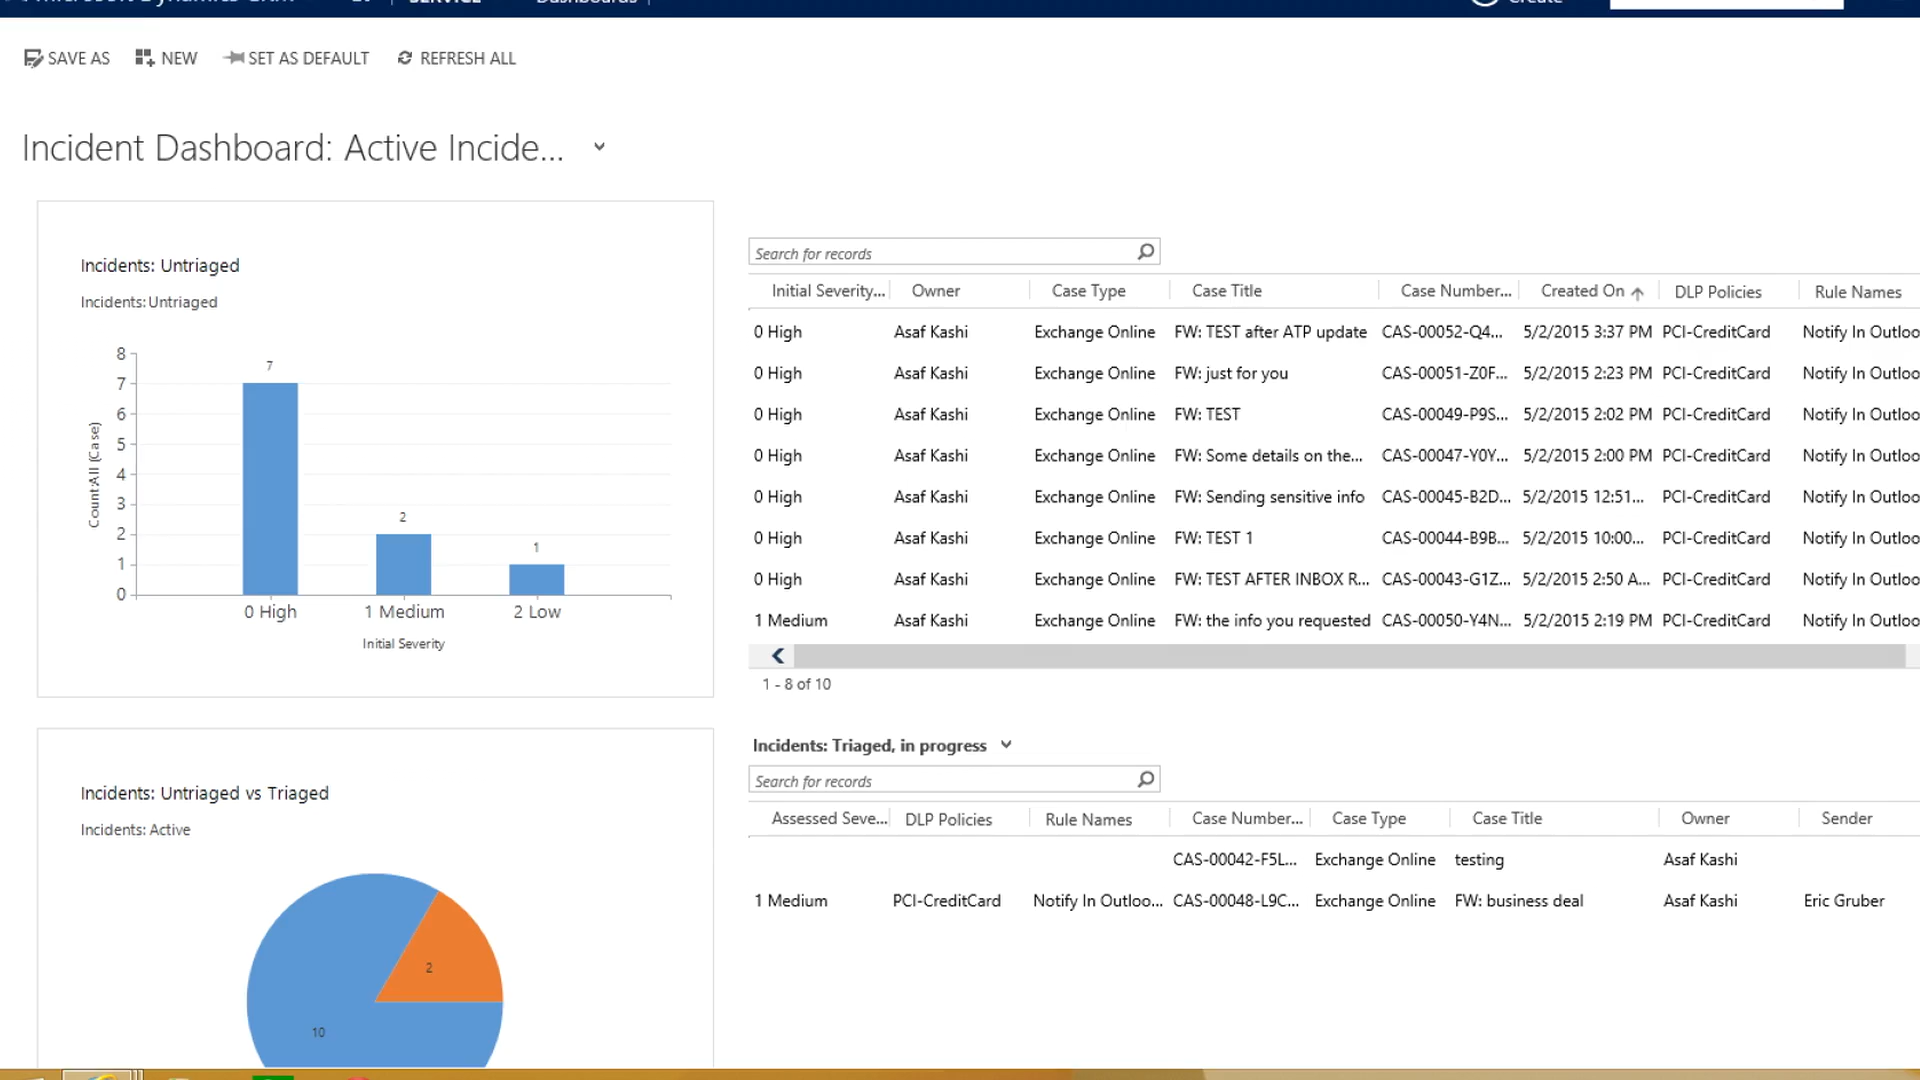 SERVICE
Dashboards
Create
SAVE AS NEW SET AS DEFAULT REFRESH ALL
Incident Dashboard: Active Incide...
Incidents: Untriaged
Incidents: Untriaged
8
7
6
5
4
3
2
1
0
Count:All (Case)
7
2
1
0 High 1 Medium 2 Low
Initial Severity
Search for records
Initial Severity... Owner Case Type Case Title Case Number... Created On DLP Policies Rule Names
0 High Asaf Kashi Exchange Online FW: TEST after ATP update CAS-00052-Q4... 5/2/2015 3:37 PM PCI-CreditCard Notify In Outloo
0 High Asaf Kashi Exchange Online FW: just for you CAS-00051-Z0F... 5/2/2015 2:23 PM PCI-CreditCard Notify In Outloo
0 High Asaf Kashi Exchange Online FW: TEST CAS-00049-P9S... 5/2/2015 2:02 PM PCI-CreditCard Notify In Outloo
0 High Asaf Kashi Exchange Online FW: Some details on the... CAS-00047-Y0Y... 5/2/2015 2:00 PM PCI-CreditCard Notify In Outloo
0 High Asaf Kashi Exchange Online FW: Sending sensitive info CAS-00045-B2D... 5/2/2015 12:51... PCI-CreditCard Notify In Outloo
0 High Asaf Kashi Exchange Online FW: TEST 1 CAS-00044-B9B... 5/2/2015 10:00... PCI-CreditCard Notify In Outloo
0 High Asaf Kashi Exchange Online FW: TEST AFTER INBOX R... CAS-00043-G1Z... 5/2/2015 2:50 A... PCI-CreditCard Notify In Outloo
1 Medium Asaf Kashi Exchange Online FW: the info you requested CAS-00050-Y4N... 5/2/2015 2:19 PM PCI-CreditCard Notify In Outloo
1 - 8 of 10
Incidents: Untriaged vs Triaged
Incidents: Active
2
10
Incidents: Triaged, in progress
Search for records
Assessed Seve... DLP Policies Rule Names Case Number... Case Type Case Title Owner Sender
CAS-00042-F5L... Exchange Online testing Asaf Kashi
1 Medium PCI-CreditCard Notify In Outloo... CAS-00048-L9C... Exchange Online FW: business deal Asaf Kashi Eric Gruber